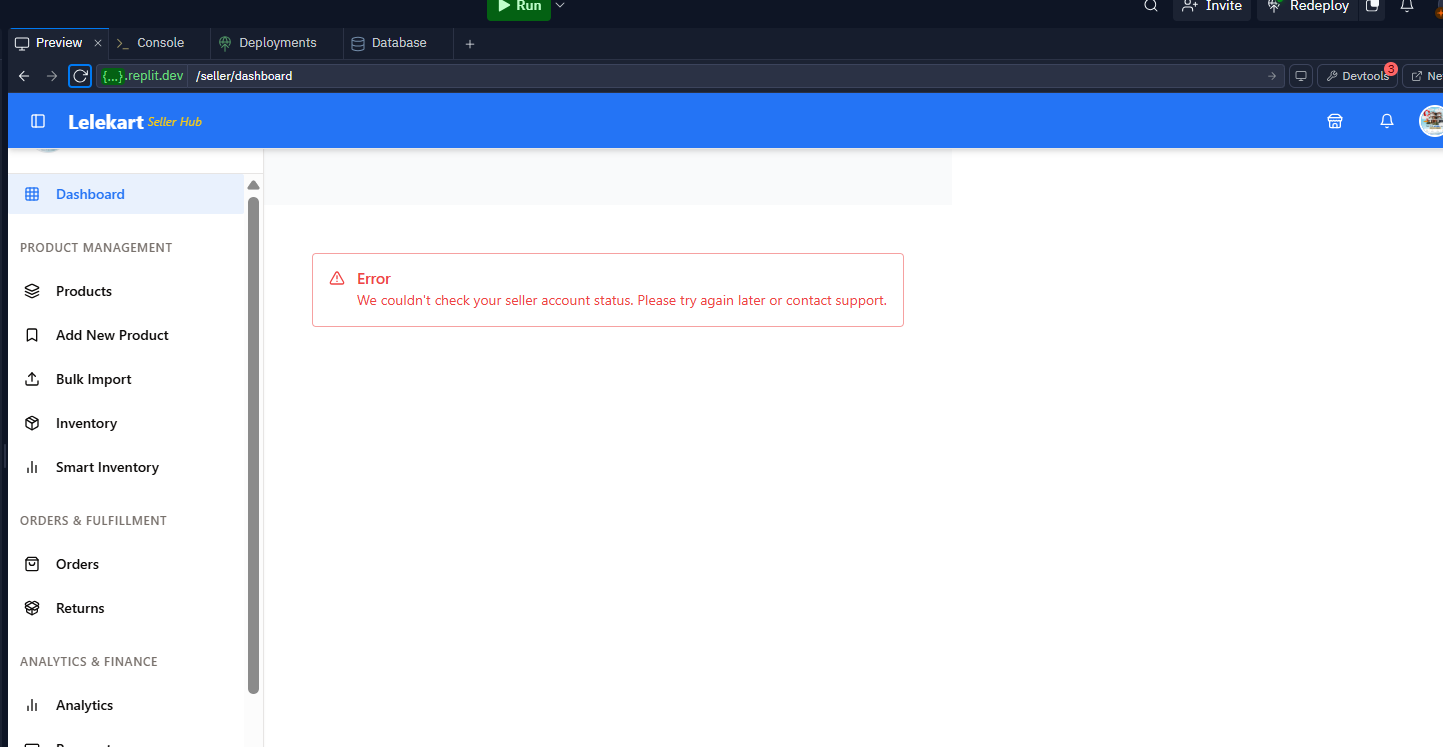 Run
Invite
Redeploy
Preview
Console
Deployments
Database
{...}.replit.dev
/seller/dashboard
Devtools
3
Lelekart Seller Hub
Dashboard
PRODUCT MANAGEMENT
Products
Add New Product
Bulk Import
Inventory
Smart Inventory
ORDERS & FULFILLMENT
Orders
Returns
ANALYTICS & FINANCE
Analytics
Error
We couldn't check your seller account status. Please try again later or contact support.